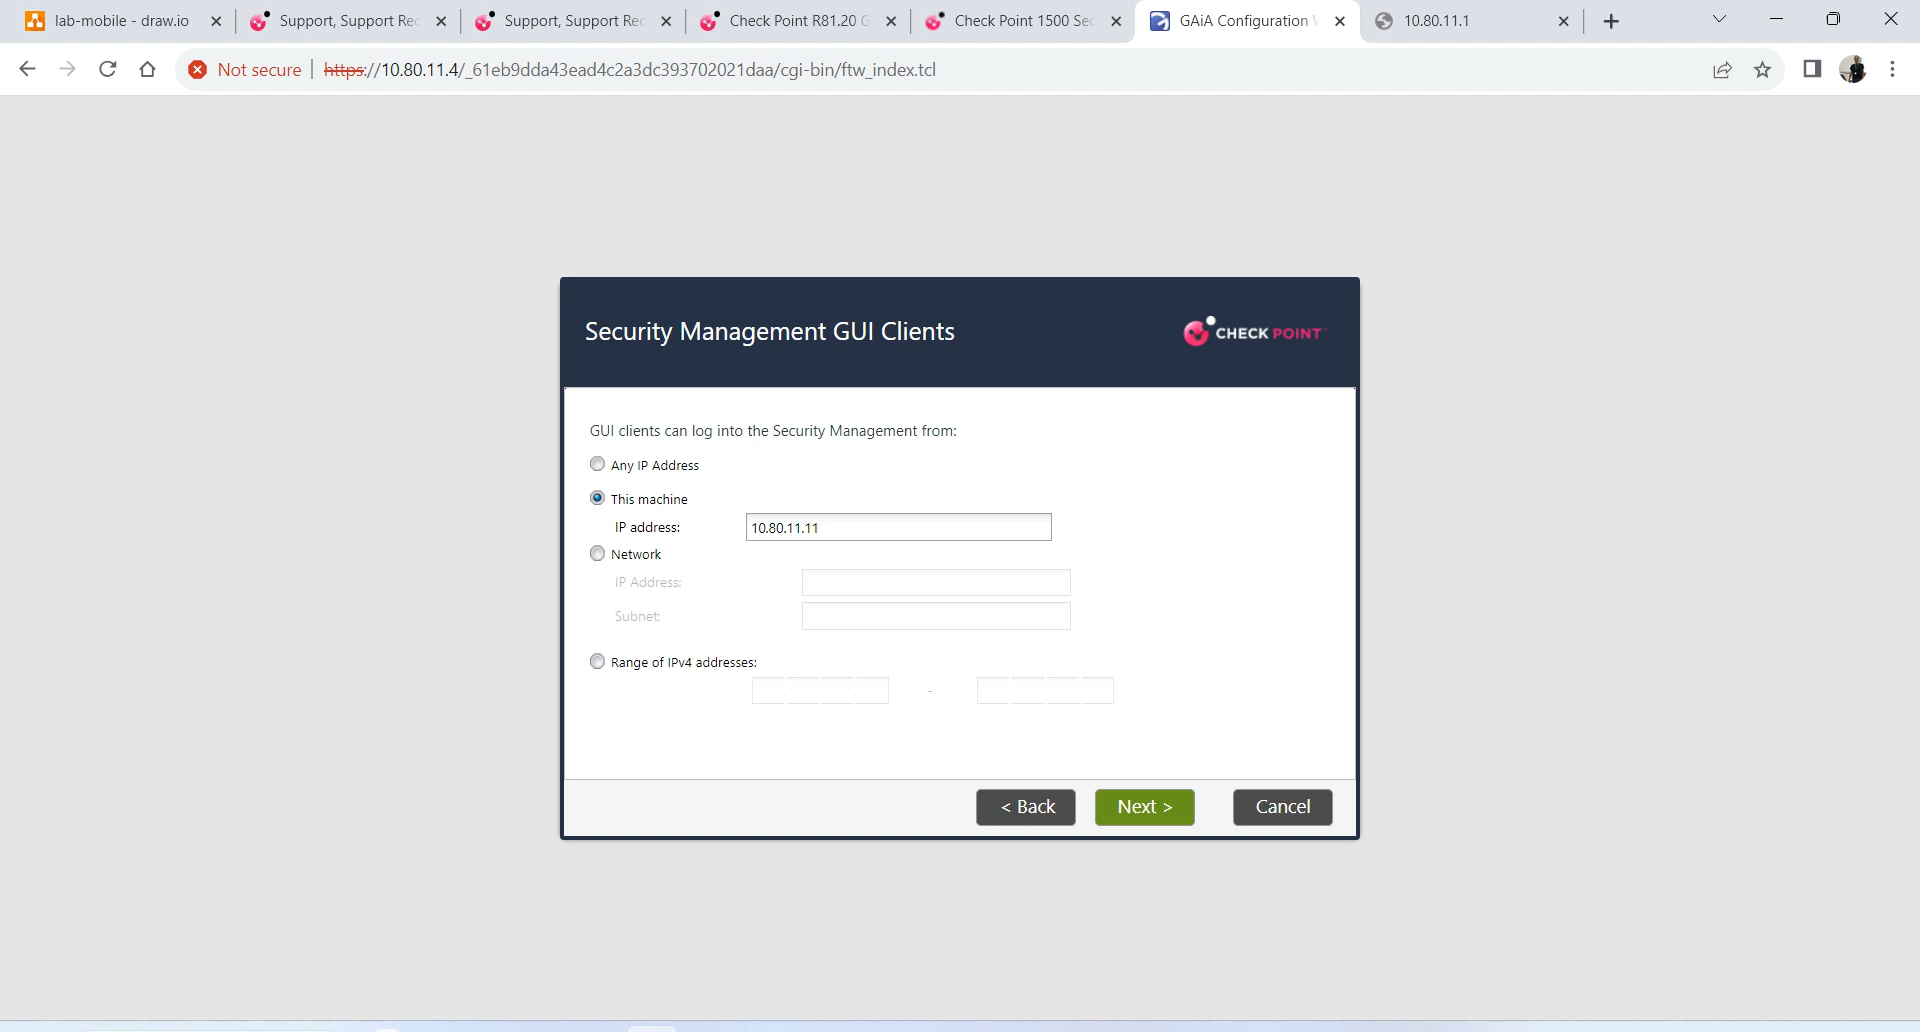 lab-mobile - draw.io
Support, Support Rec
Support, Support Rec
Check Point R81.20 G
Check Point 1500 Sec
GAiA Configuration W
10.80.11.1
Not secure
https://10.80.11.4/_61eb9dda43ead4c2a3dc393702021daa/cgi-bin/ftw_index.tcl
Security Management GUI Clients
CHECK POINT
GUI clients can log into the Security Management from:
Any IP Address
This machine
IP address:
10.80.11.11
Network
IP Address:
Subnet:
Range of IPv4 addresses:
-
< Back
Next >
Cancel